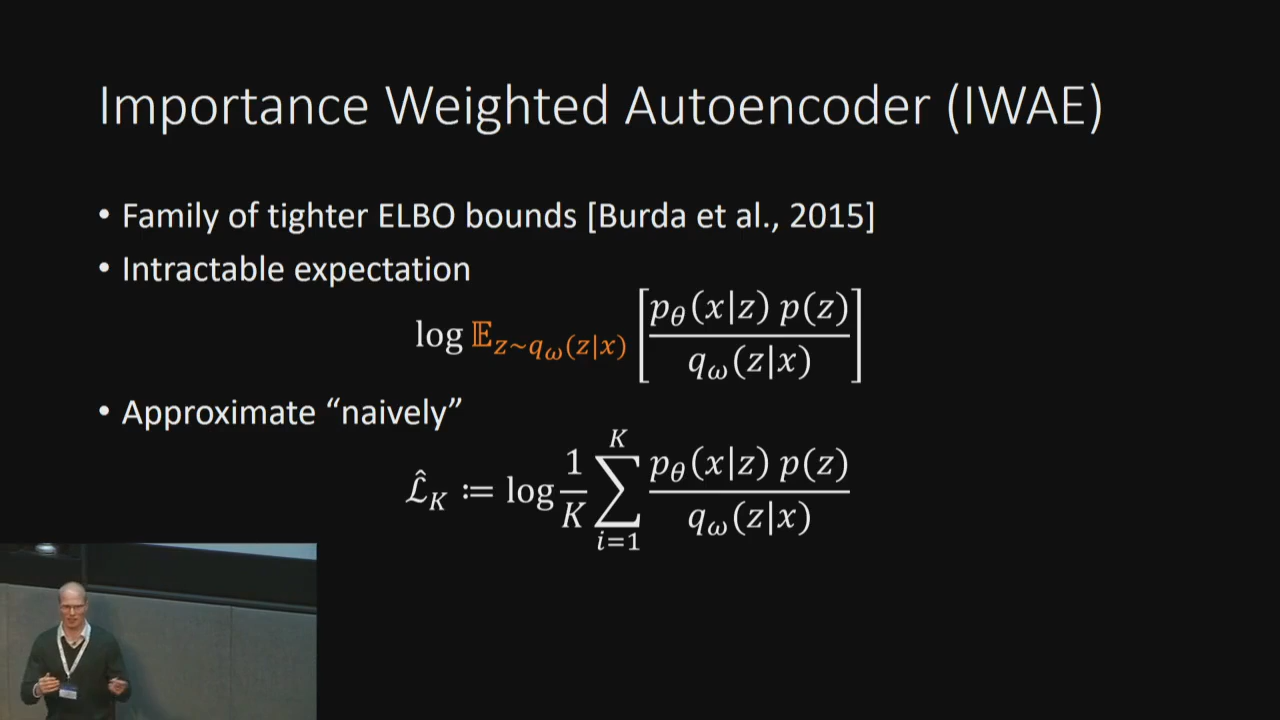 Importance Weighted Autoencoder (IWAE)
• Family of tighter ELBO bounds [Burda et al., 2015]
• Intractable expectation
log 𝔼_{z~q_ω(z|x)} [ p_θ(x|z) p(z) / q_ω(z|x) ]
• Approximate “naively”
ℒ̂_K ≔ log 1/K ∑_{i=1}^{K} p_θ(x|z) p(z) / q_ω(z|x)